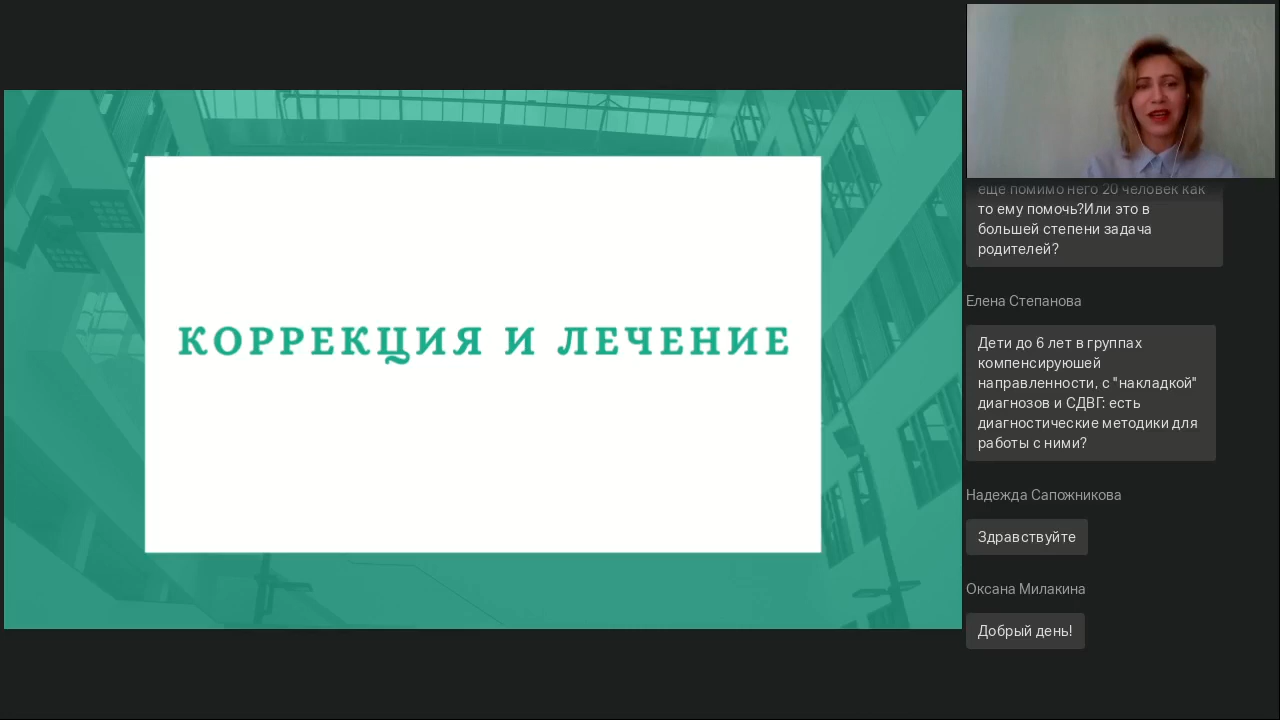 КОРРЕКЦИЯ И ЛЕЧЕНИЕ
еще помимо него 20 человек как
то ему помочь?Или это в
большей степени задача
родителей?
Елена Степанова
Дети до 6 лет в группах
компенсирующей
направленности, с "накладкой"
диагнозов и СДВГ: есть
диагностические методики для
работы с ними?
Надежда Сапожникова
Здравствуйте
Оксана Милакина
Добрый день!